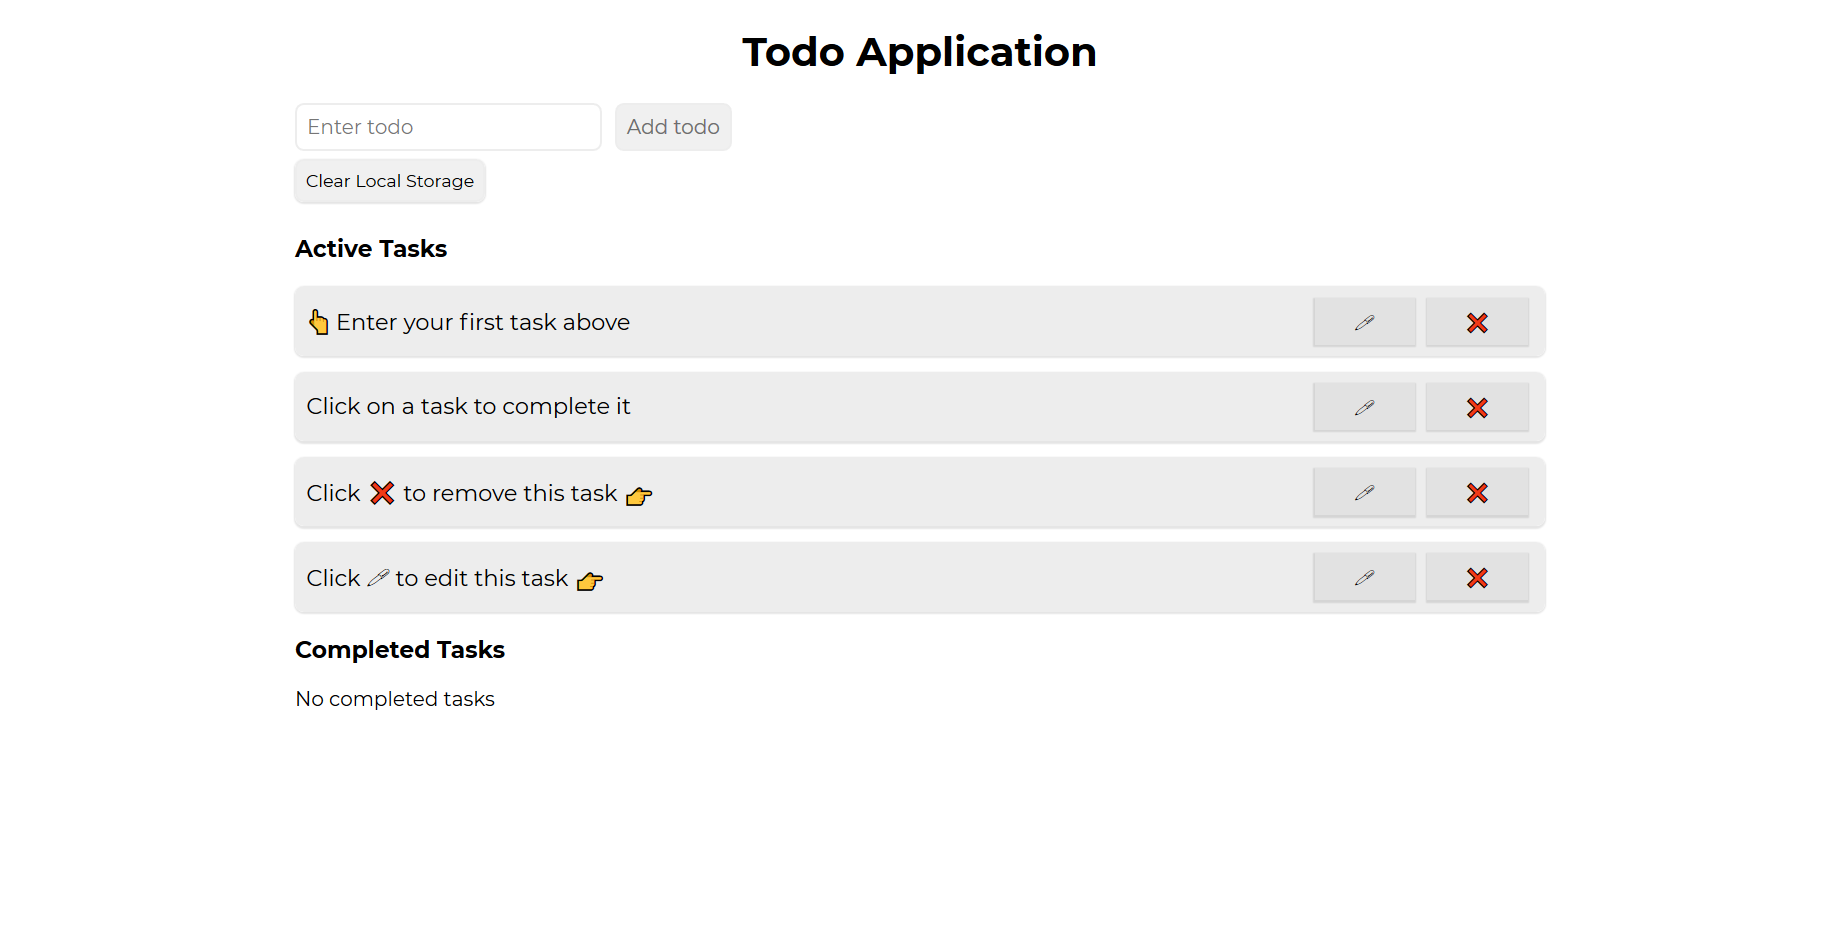 Todo Application
Enter todo
Add todo
Clear Local Storage
Active Tasks
👆 Enter your first task above
Click on a task to complete it
Click ❌ to remove this task 👉
Click 🖊 to edit this task 👉
Completed Tasks
No completed tasks